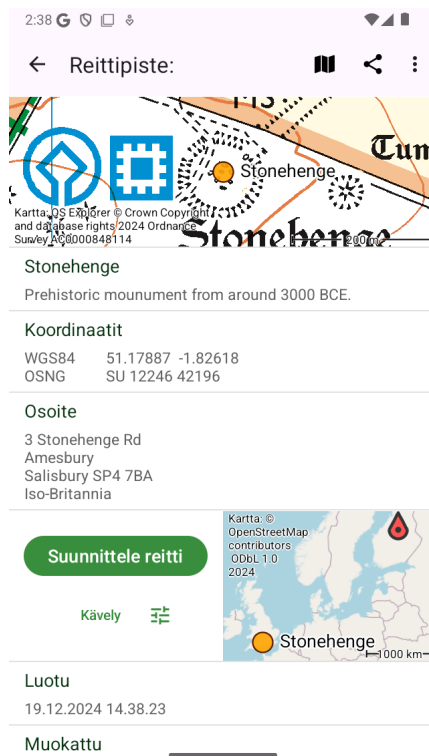 2:38
Reittipiste:
Tum
Stonehenge
Kartta: OS Explorer © Crown Copyright
and database rights 2024 Ordnance
Survey AC0000848114
Stonehenge
200 m
Stonehenge
Prehistoric mounument from around 3000 BCE.
Koordinaatit
WGS84 51.17887 -1.82618
OSNG SU 12246 42196
Osoite
3 Stonehenge Rd
Amesbury
Salisbury SP4 7BA
Iso-Britannia
Suunnittele reitti
Kävely
Kartta: ©
OpenStreetMap
contributors
ODbL 1.0
2024
Stonehenge
1000 km
Luotu
19.12.2024 14.38.23
Muokattu